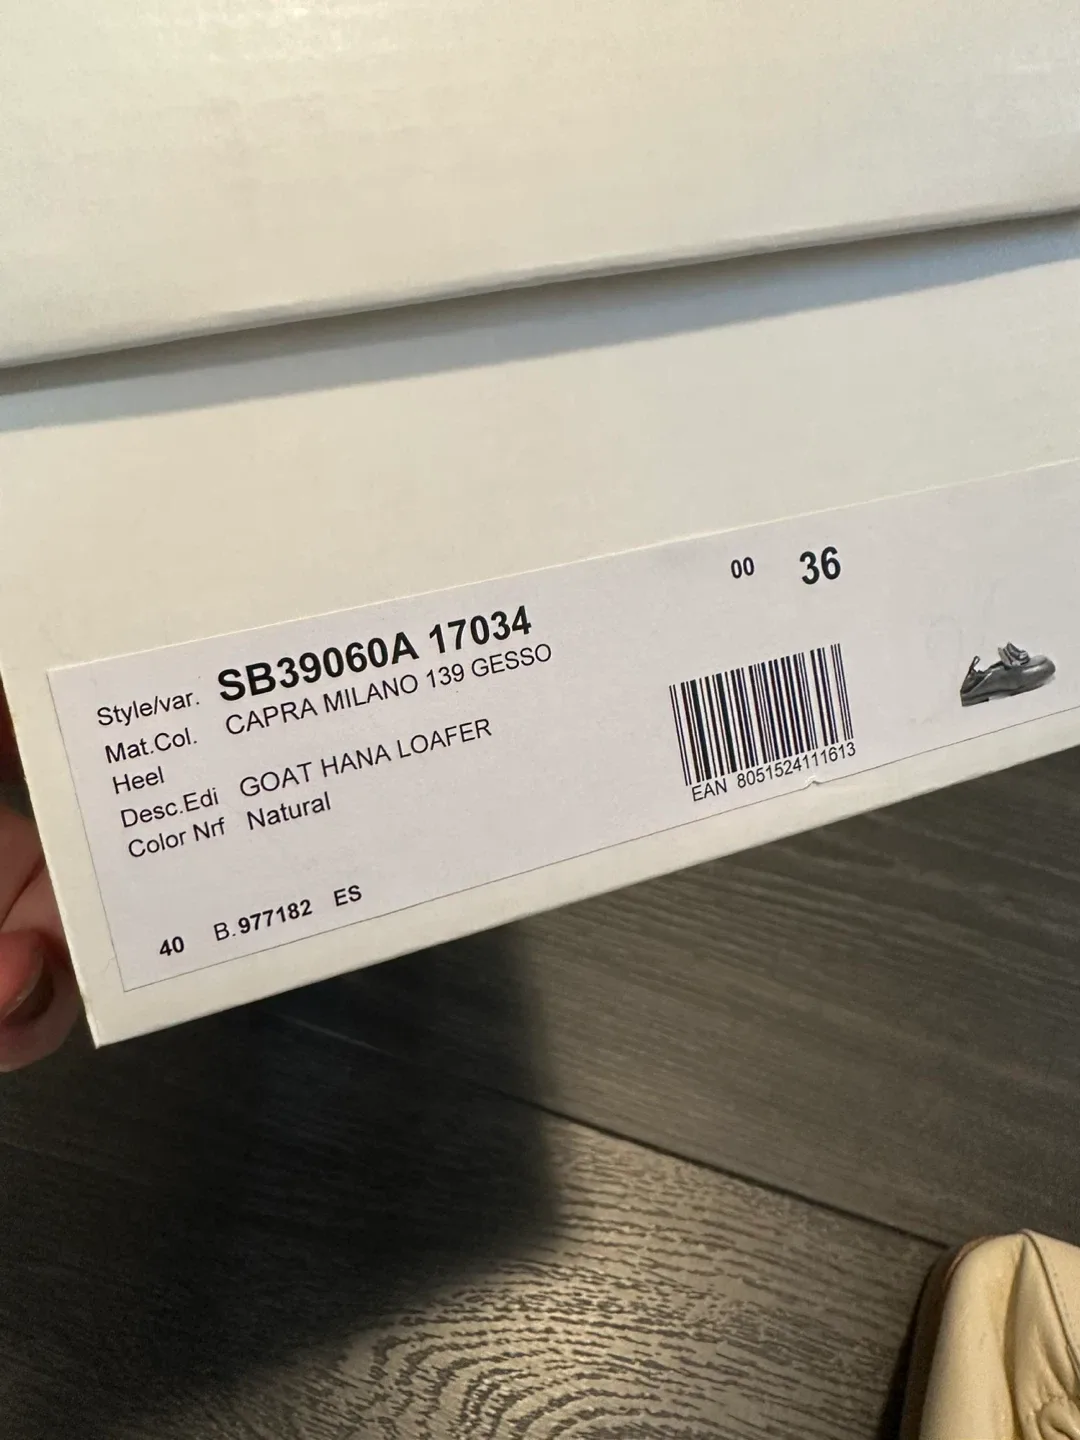 00 36
Style/var. SB39060A 17034
Mat.Col. CAPRA MILANO 139 GESSO
Heel
Desc.Edi GOAT HANA LOAFER
Color Nrf Natural
EAN 8051524111613
40 B.977182 ES